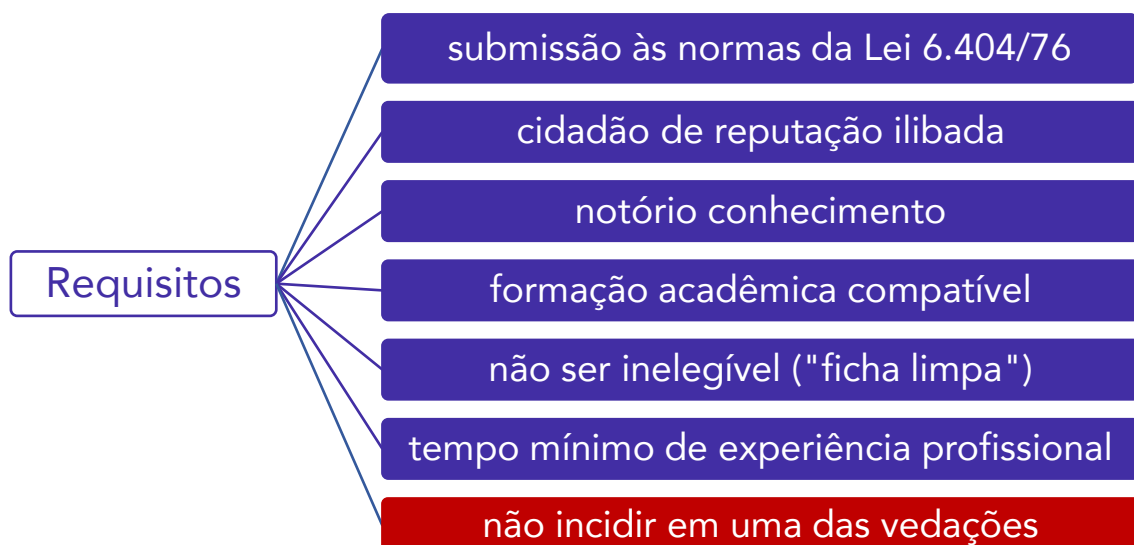 Requisitos
submissão às normas da Lei 6.404/76
cidadão de reputação ilibada
notório conhecimento
formação acadêmica compatível
não ser inelegível ("ficha limpa")
tempo mínimo de experiência profissional
não incidir em uma das vedações